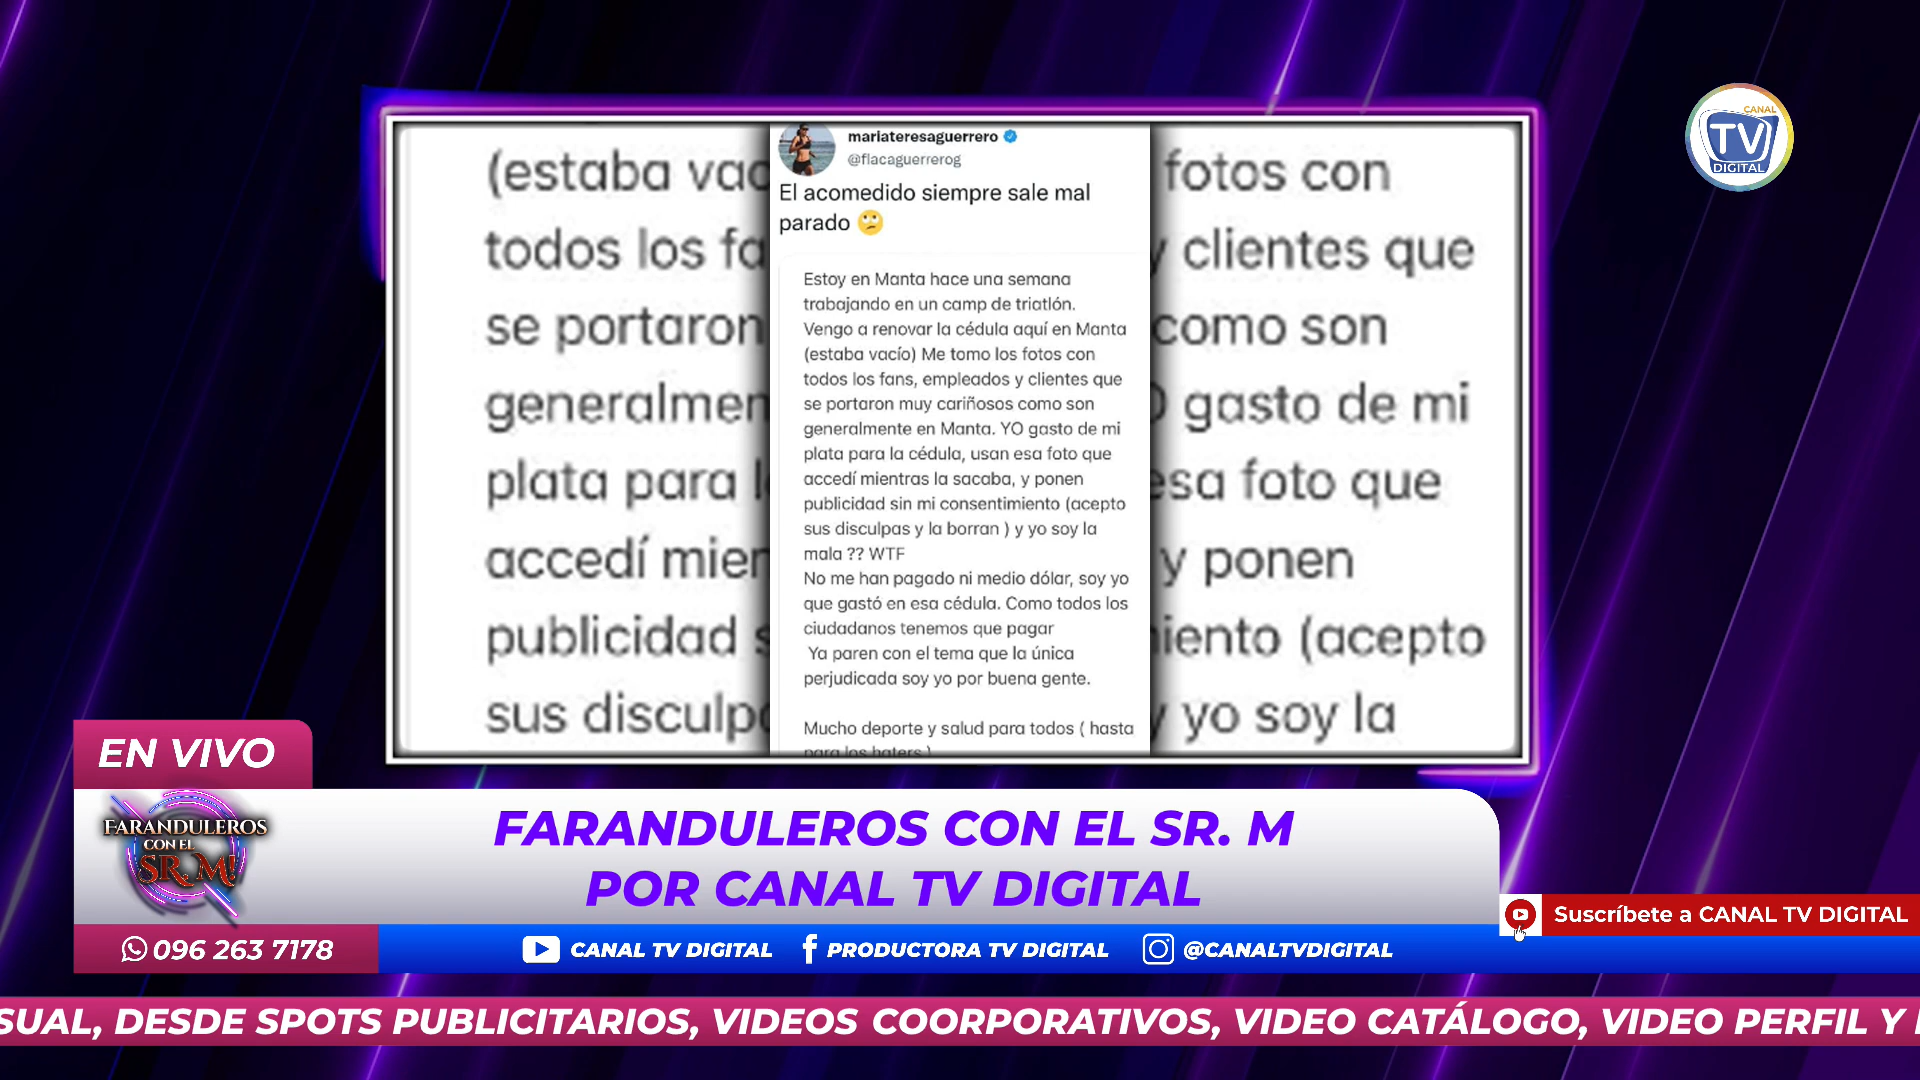 CANAL
TV
DIGITAL
(estaba vac
todos los fa
se portaron
generalmen
plata para l
accedí mier
publicidad s
sus disculp
mariateresaguerrero
@flacaguerrerog
El acomedido siempre sale mal
parado 🙄
Estoy en Manta hace una semana
trabajando en un camp de triatlón.
Vengo a renovar la cédula aquí en Manta
(estaba vacío) Me tomo los fotos con
todos los fans, empleados y clientes que
se portaron muy cariñosos como son
generalmente en Manta. YO gasto de mi
plata para la cédula, usan esa foto que
accedí mientras la sacaba, y ponen
publicidad sin mi consentimiento (acepto
sus disculpas y la borran ) y yo soy la
mala ?? WTF
No me han pagado ni medio dólar, soy yo
que gastó en esa cédula. Como todos los
ciudadanos tenemos que pagar
Ya paren con el tema que la única
perjudicada soy yo por buena gente.
Mucho deporte y salud para todos ( hasta
para los haters )
fotos con
y clientes que
como son
O gasto de mi
esa foto que
y ponen
miento (acepto
y yo soy la
EN VIVO
FARANDULEROS
CON EL
SR. M!
FARANDULEROS CON EL SR. M
POR CANAL TV DIGITAL
Suscríbete a CANAL TV DIGITAL
096 263 7178
CANAL TV DIGITAL
PRODUCTORA TV DIGITAL
@CANALTVDIGITAL
SUAL, DESDE SPOTS PUBLICITARIOS, VIDEOS COORPORATIVOS, VIDEO CATÁLOGO, VIDEO PERFIL Y